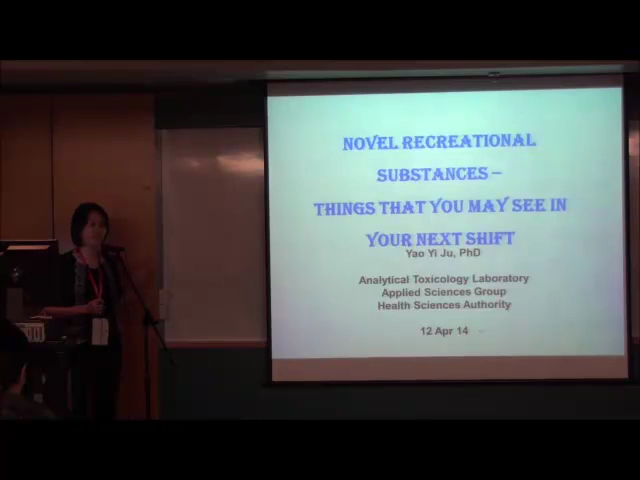 NOVEL RECREATIONAL
SUBSTANCES –
THINGS THAT YOU MAY SEE IN
YOUR NEXT SHIFT
Yao Yi Ju, PhD
Analytical Toxicology Laboratory
Applied Sciences Group
Health Sciences Authority
12 Apr 14